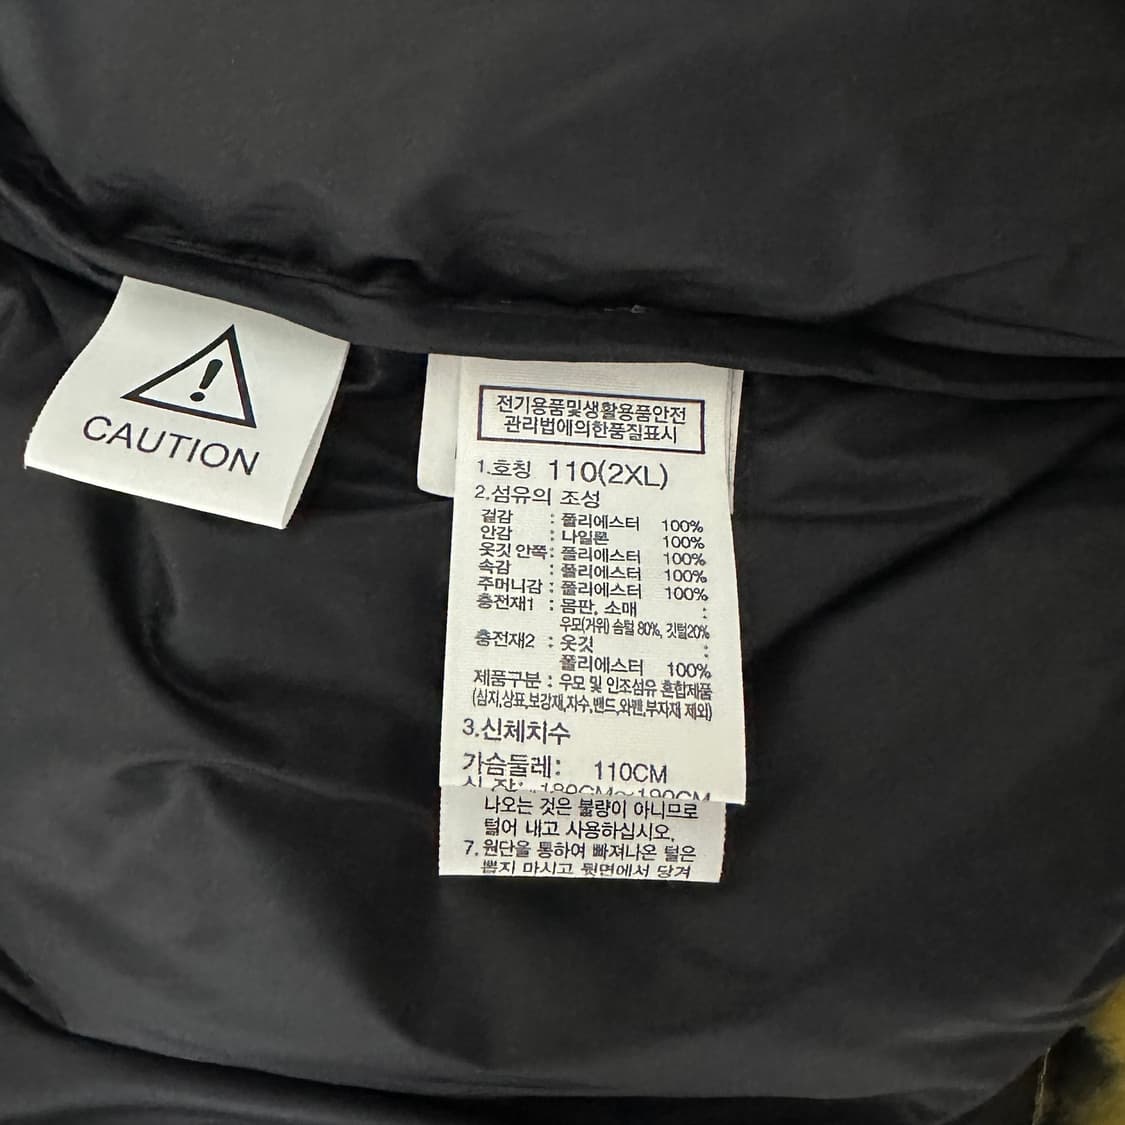 CAUTION
전기용품및생활용품안전
관리법에의한품질표시
1.호칭 110(2XL)
2.섬유의 조성
겉감 : 폴리에스터 100%
안감 : 나일론 100%
옷깃 안쪽 : 폴리에스터 100%
속감 : 폴리에스터 100%
주머니감 : 폴리에스터 100%
충전재1 : 몸판, 소매 :
우모(거위) 솜털 80%, 깃털20%
충전재2 : 옷깃 :
폴리에스터 100%
제품구분 : 우모 및 인조섬유 혼합제품
(심지,상표,보강재,자수,밴드,와펜,부자재 제외)
3.신체치수
가슴둘레: 110CM
신 장:
나오는 것은 불량이 아니므로
털어 내고 사용하십시오.
7. 원단을 통하여 빠져나온 털은
뽑지 마시고 뒷면에서 당겨